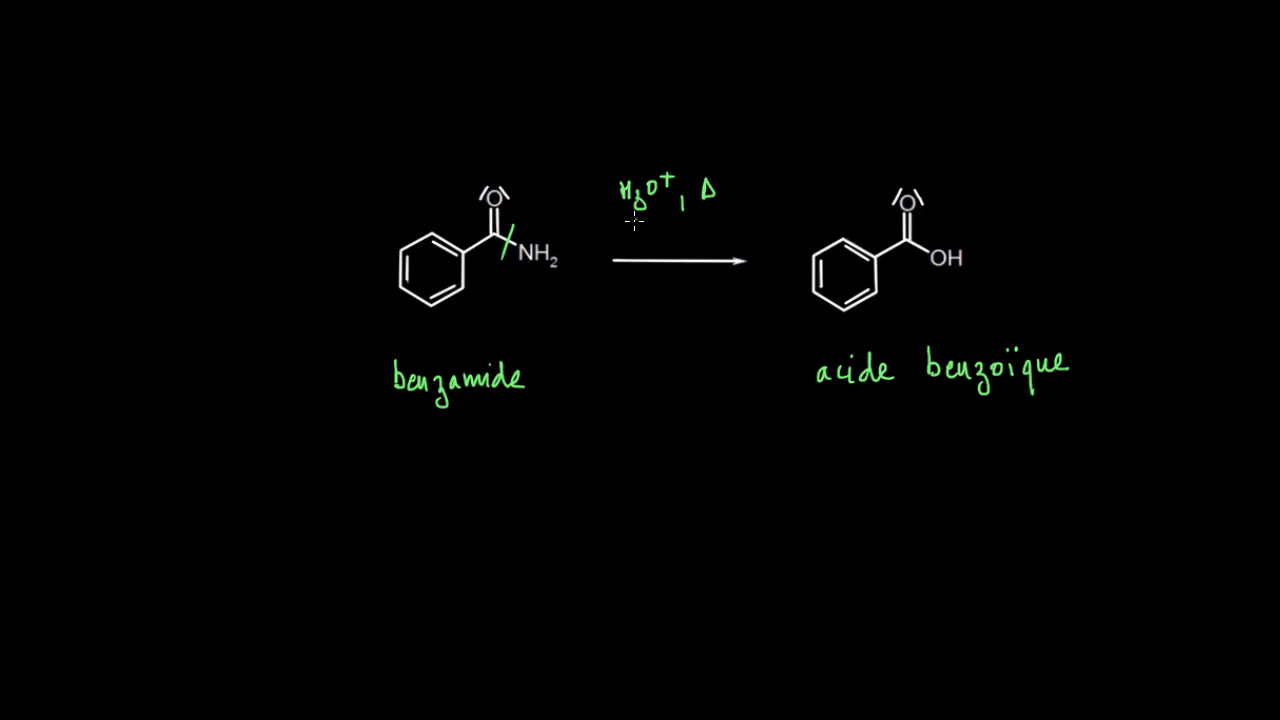 H₃O⁺, Δ
O
NH₂
O
OH
benzamide
acide benzoïque